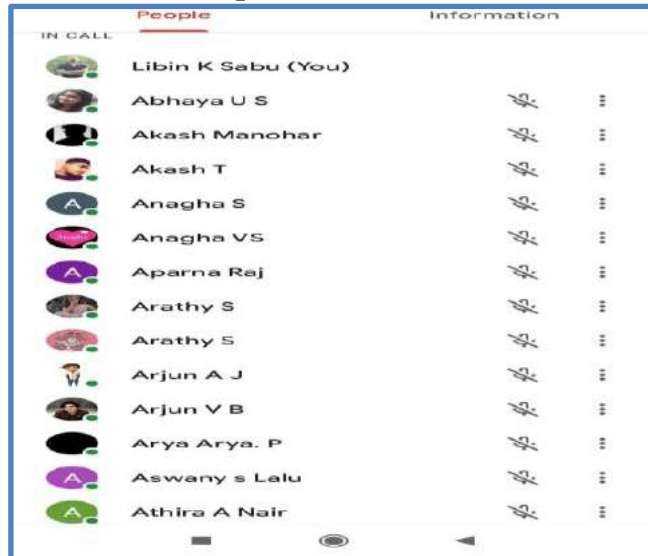 People Information
IN CALL
Libin K Sabu (You)
Abhaya U S
Akash Manohar
Akash T
A Anagha S
Anagha VS
A Aparna Raj
Arathy S
Arathy S
Arjun A J
Arjun V B
Arya Arya. P
A Aswany s Lalu
A Athira A Nair